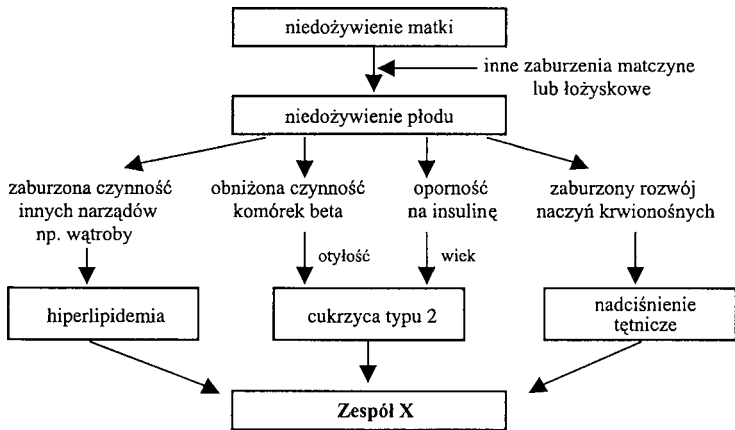 niedożywienie matki
inne zaburzenia matczyne
lub łożyskowe
niedożywienie płodu
zaburzona czynność
innych narządów
np. wątroby
obniżona czynność
komórek beta
oporność
na insulinę
zaburzony rozwój
naczyń krwionośnych
otyłość
wiek
hiperlipidemia
cukrzyca typu 2
nadciśnienie
tętnicze
Zespół X